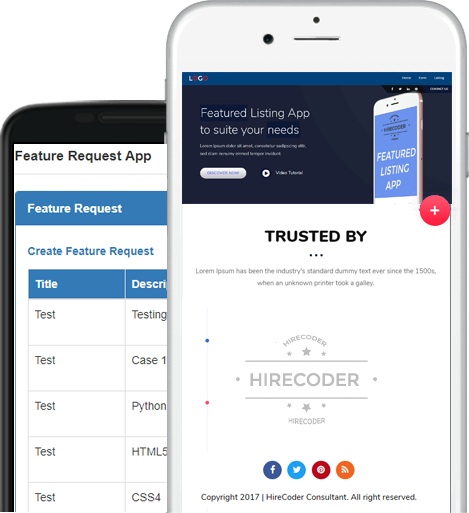 Feature Request App
Feature Request
Create Feature Request
Title Descri
Test Testing
Test Case 1
Test Python
Test HTML5
Test CSS4
LOGO
Home Form Listing
CONTACT US
Featured Listing App
to suite your needs
Lorem ipsum dolor sit amet, consectetur adipisicing elit,
sed diam nonumy eirmod tempor invidunt.
DISCOVER NOW Video Tutorial
HIRECODER
FEATURED
LISTING
APP
+
TRUSTED BY
Lorem Ipsum has been the industry's standard dummy text ever since the 1500s,
when an unknown printer took a galley.
HIRECODER
HIRECODER
HIRECODER
Copyright 2017 | HireCoder Consultant. All right reserved.